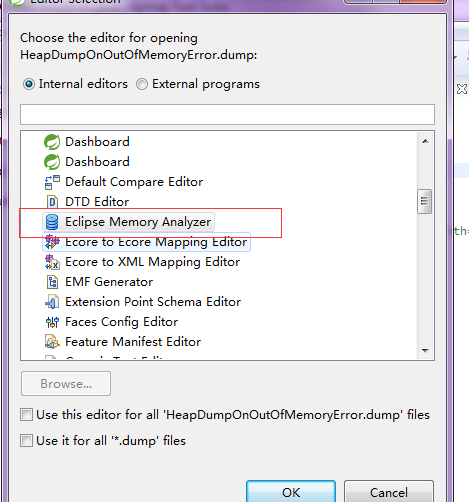 Editor Selection
Choose the editor for opening
HeapDumpOnOutOfMemoryError.dump:
Internal editors External programs
Dashboard
Dashboard
Default Compare Editor
DTD Editor
Eclipse Memory Analyzer
Ecore to Ecore Mapping Editor
Ecore to XML Mapping Editor
EMF Generator
Extension Point Schema Editor
Faces Config Editor
Feature Manifest Editor
Browse...
Use this editor for all 'HeapDumpOnOutOfMemoryError.dump' files
Use it for all '*.dump' files
OK Cancel